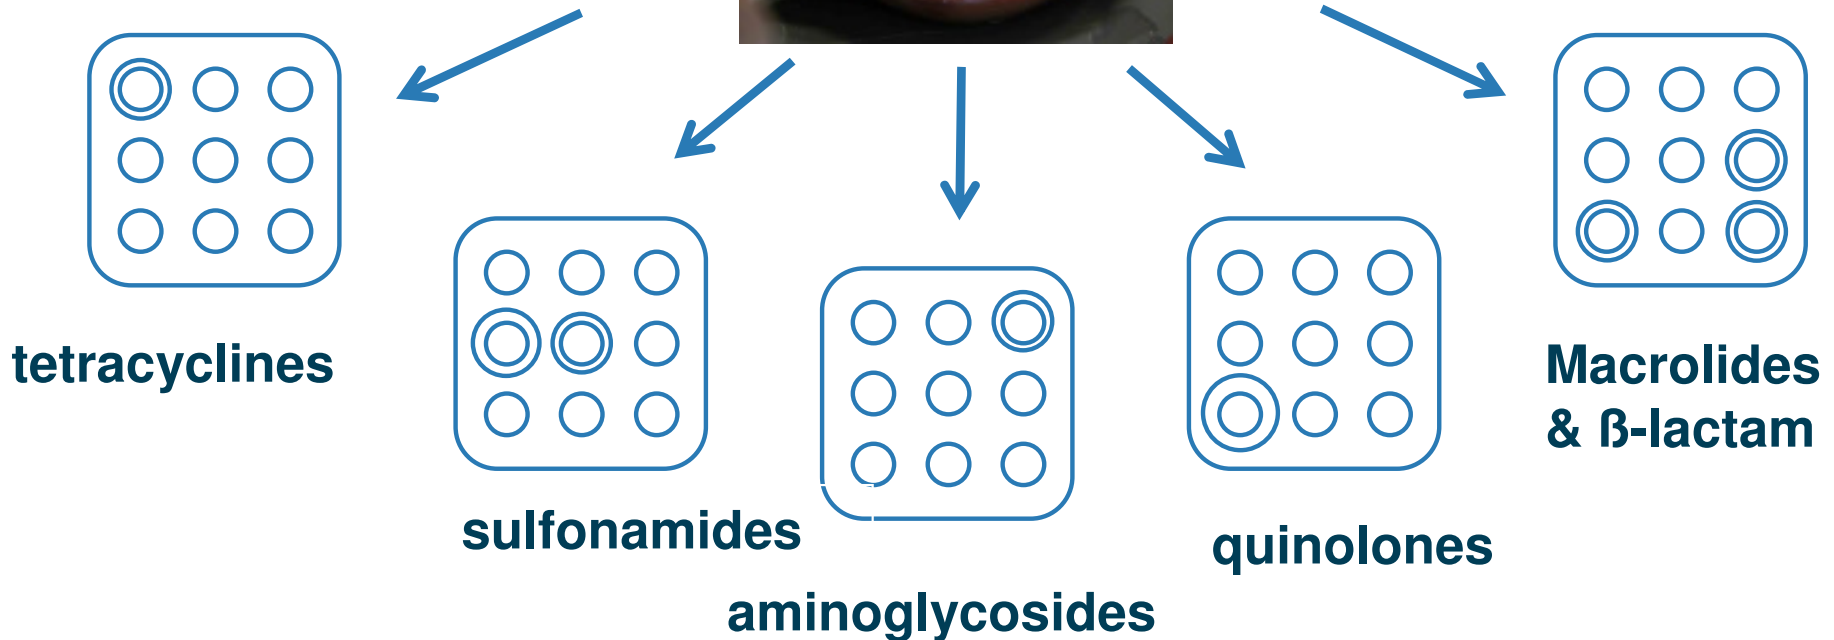 tetracyclines
sulfonamides
aminoglycosides
quinolones
Macrolides
& ß-lactam